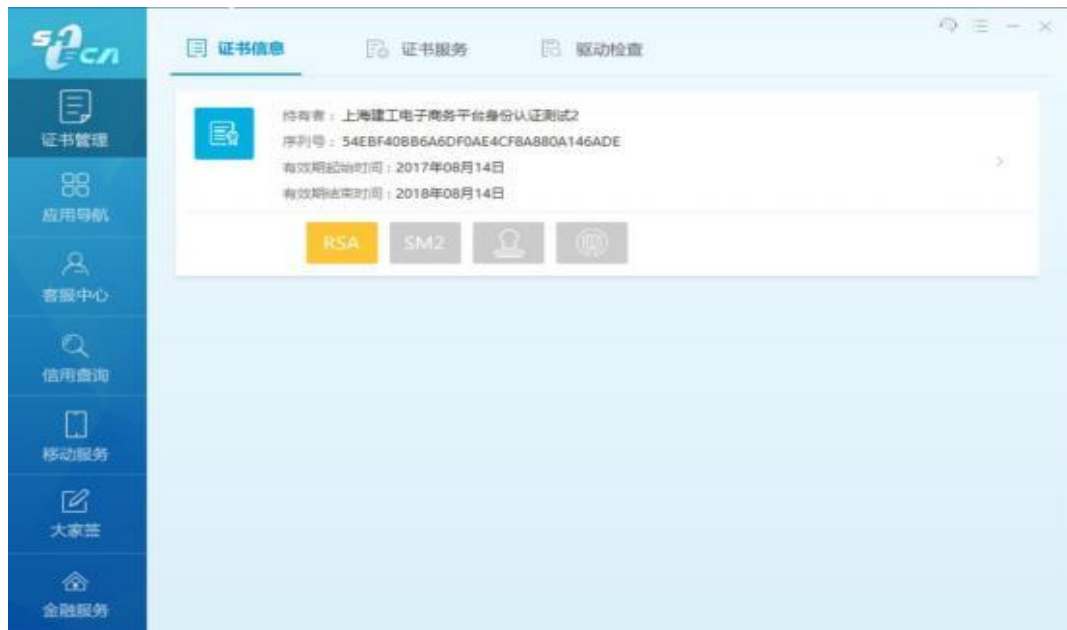 证书信息
证书服务
驱动检查
证书管理
应用导航
客服中心
信用查询
移动服务
大家签
金融服务
持有者：上海建工电子商务平台身份认证测试2
序列号：54EBF40BB6A6DF0AE4CF8A880A146ADE
有效期起始时间：2017年08月14日
有效期结束时间：2018年08月14日
RSA
SM2